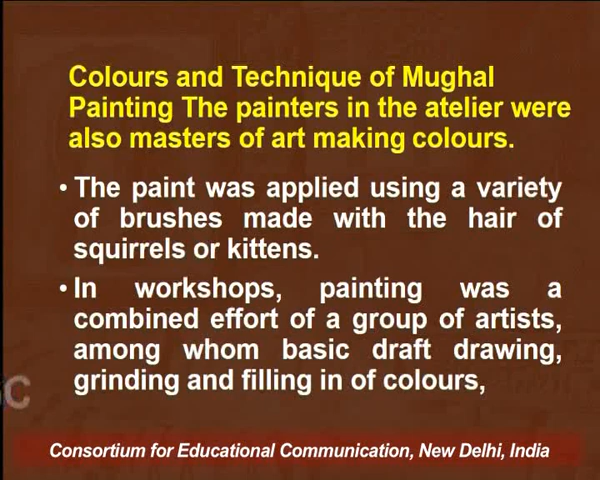 Colours and Technique of Mughal
Painting The painters in the atelier were
also masters of art making colours.
• The paint was applied using a variety
of brushes made with the hair of
squirrels or kittens.
• In workshops, painting was a
combined effort of a group of artists,
among whom basic draft drawing,
grinding and filling in of colours,
C
Consortium for Educational Communication, New Delhi, India